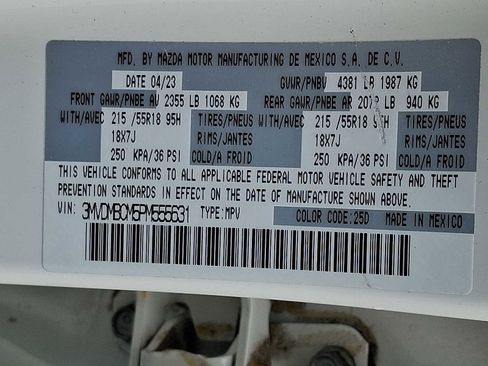 MFD. BY MAZDA MOTOR MANUFACTURING DE MEXICO S.A. DE C.V.
DATE 04/23 GVWR/PNBV 4381 LB 1987 KG
FRONT GAWR/PNBE AV 2355 LB 1068 KG REAR GAWR/PNBE AR LB 940 KG
WITH/AVEC 215 /55R18 95H TIRES/PNEUS WITH/AVEC 215 /55R18 95H TIRES/PNEUS
18X7J RIMS/JANTES 18X7J RIMS/JANTES
250 KPA/36 PSI COLD/A FROID 250 KPA/36 PSI COLD/A FROID
THIS VEHICLE CONFORMS TO ALL APPLICABLE FEDERAL MOTOR VEHICLE SAFETY AND THEFT
PREVENTION STANDARDS IN EFFECT ON THE DATE OF MANUFACTURE SHOWN ABOVE.
VIN: 3MVDMBCM5PM555631 TYPE:MPV COLOR CODE:25D MADE IN MEXICO